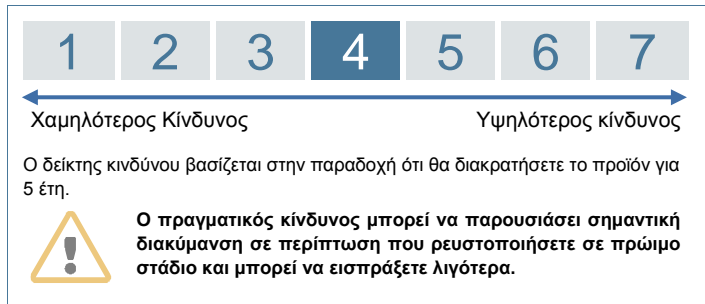 1 2 3 4 5 6 7
Χαμηλότερος Κίνδυνος Υψηλότερος κίνδυνος
Ο δείκτης κινδύνου βασίζεται στην παραδοχή ότι θα διακρατήσετε το προϊόν για
5 έτη.
Ο πραγματικός κίνδυνος μπορεί να παρουσιάσει σημαντική
διακύμανση σε περίπτωση που ρευστοποιήσετε σε πρώιμο
στάδιο και μπορεί να εισπράξετε λιγότερα.